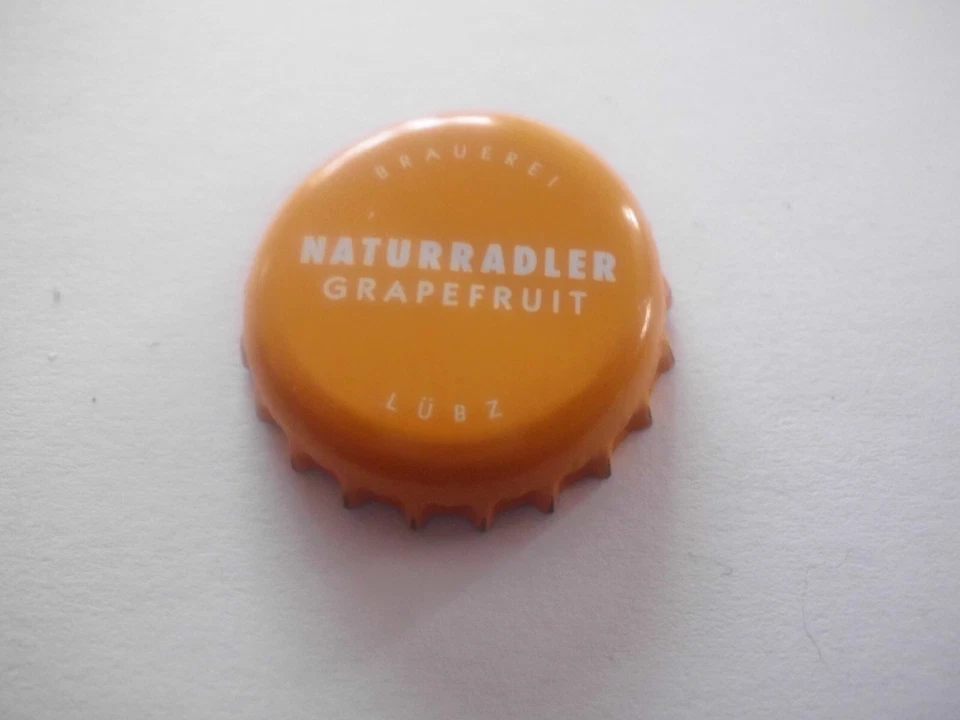 BRAUEREI
NATURRADLER
GRAPEFRUIT
LÜBZ